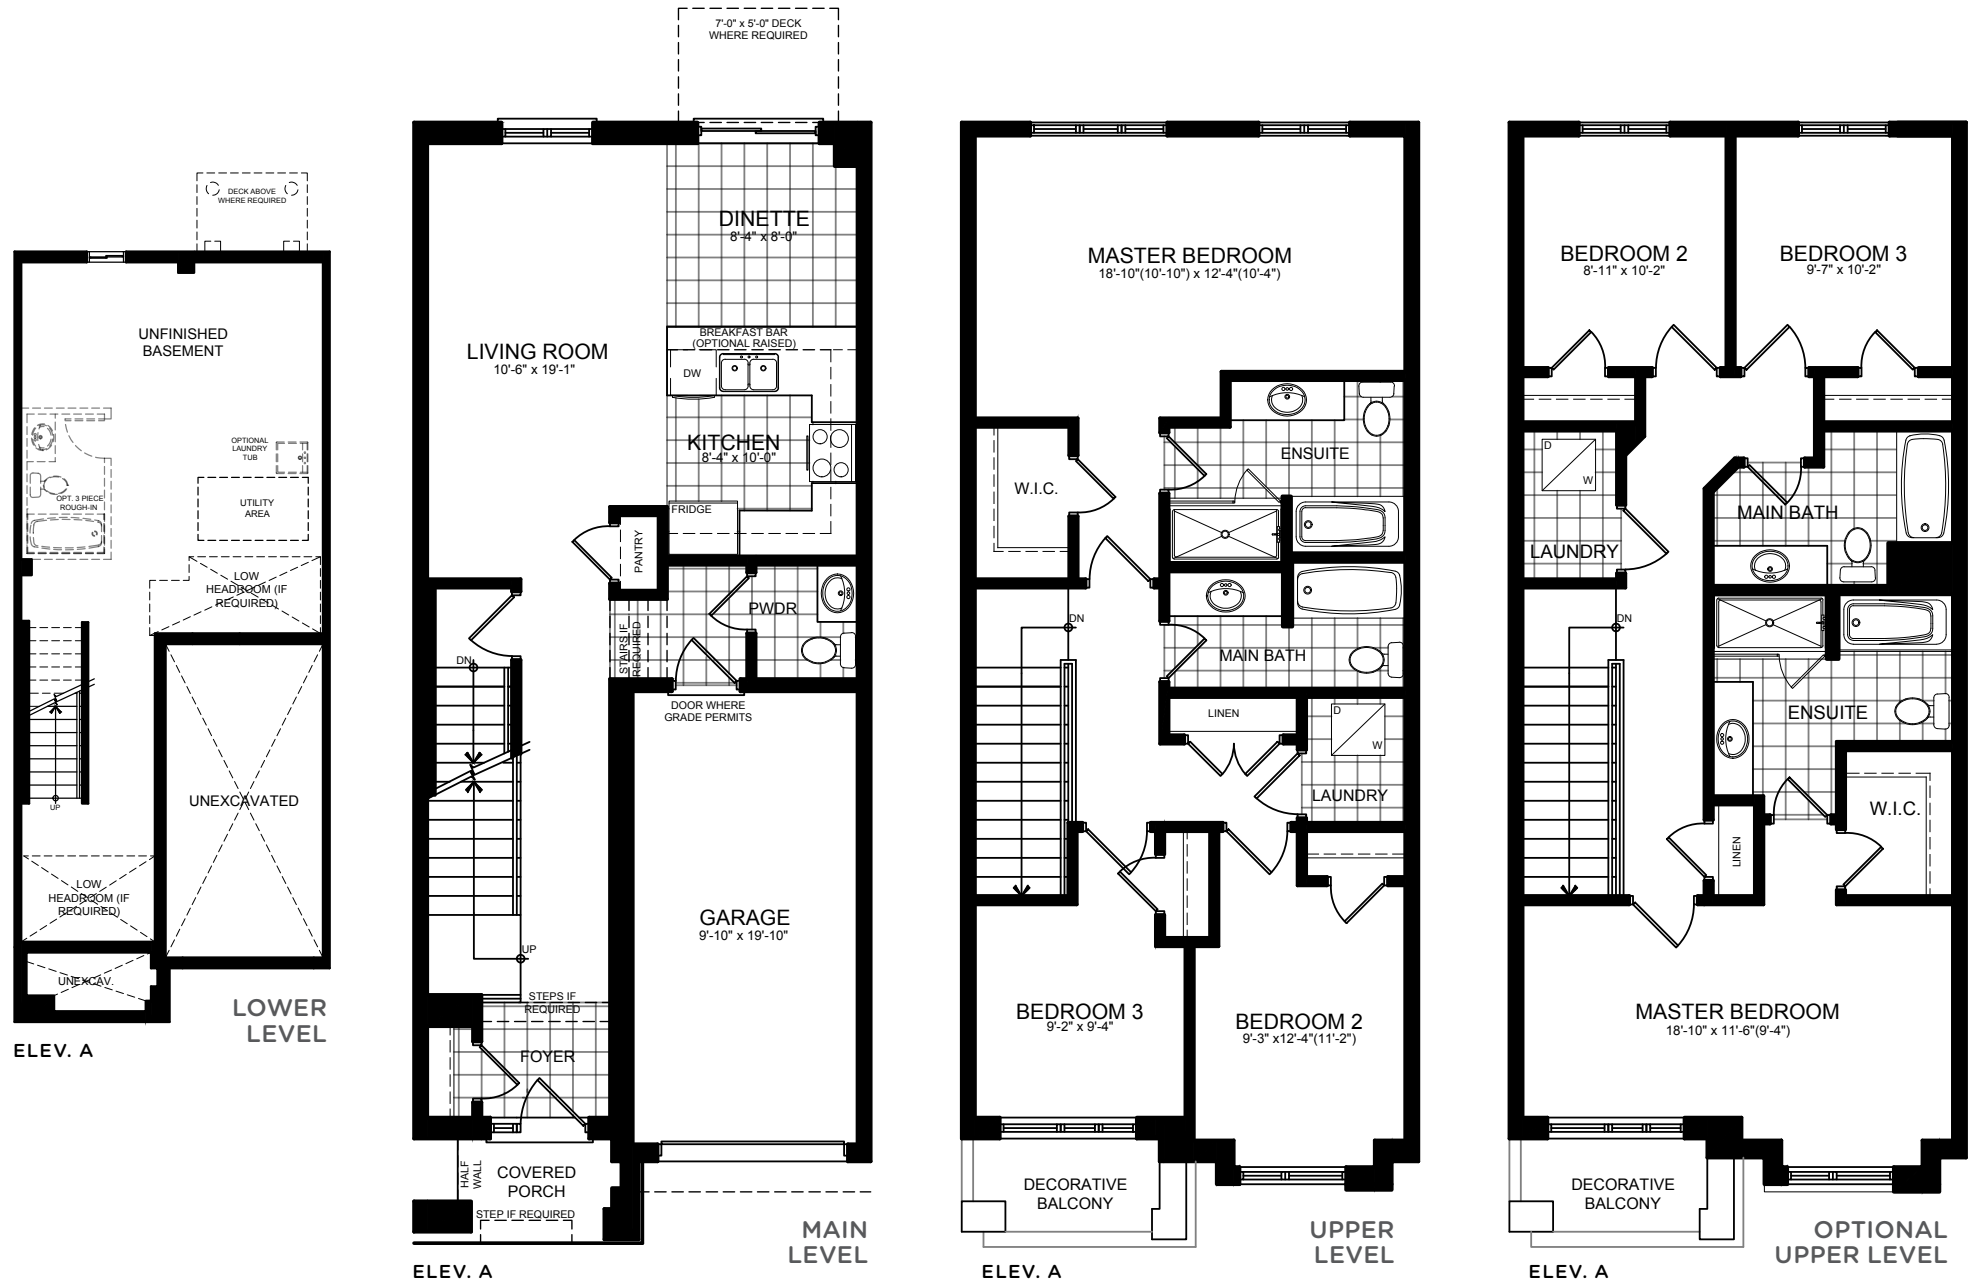 DECK ABOVE
WHERE REQUIRED
UNFINISHED
BASEMENT
OPTIONAL
LAUNDRY
TUB
OPT. 3 PIECE
ROUGH-IN
UTILITY
AREA
LOW
HEADROOM (IF
REQUIRED)
UP
UNEXCAVATED
LOW
HEADROOM (IF
REQUIRED)
UNEXCAV.
LOWER
LEVEL
ELEV. A
7'-0" x 5'-0" DECK
WHERE REQUIRED
DINETTE
8'-4" x 8'-0"
LIVING ROOM
10'-6" x 19'-1"
BREAKFAST BAR
(OPTIONAL RAISED)
DW
KITCHEN
8'-4" x 10'-0"
FRIDGE
PANTRY
PWDR
STAIRS IF
REQUIRED
DN
DOOR WHERE
GRADE PERMITS
GARAGE
9'-10" x 19'-10"
UP
STEPS IF
REQUIRED
FOYER
HALF
WALL
COVERED
PORCH
STEP IF REQUIRED
MAIN
LEVEL
ELEV. A
MASTER BEDROOM
18'-10"(10'-10") x 12'-4"(10'-4")
ENSUITE
W.I.C.
DN
MAIN BATH
LINEN
D
W
LAUNDRY
BEDROOM 3
9'-2" x 9'-4"
BEDROOM 2
9'-3" x12'-4"(11'-2")
DECORATIVE
BALCONY
UPPER
LEVEL
ELEV. A
BEDROOM 2
8'-11" x 10'-2"
BEDROOM 3
9'-7" x 10'-2"
D
W
LAUNDRY
MAIN BATH
DN
ENSUITE
W.I.C.
LINEN
MASTER BEDROOM
18'-10" x 11'-6"(9'-4")
DECORATIVE
BALCONY
OPTIONAL
UPPER LEVEL
ELEV. A